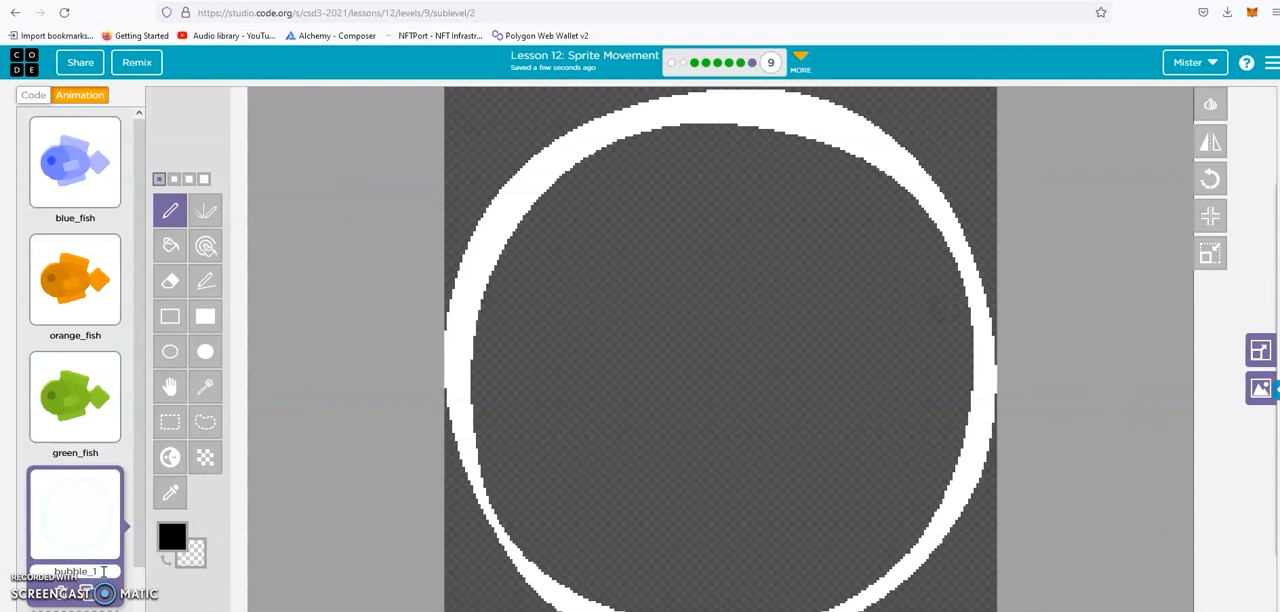 https://studio.code.org/s/csd3-2021/lessons/12/levels/9/sublevel/2
Import bookmarks...
Getting Started
Audio library - YouTu...
Alchemy - Composer
NFTPort - NFT Infrastr...
Polygon Web Wallet v2
C O
D E
Share
Remix
Lesson 12: Sprite Movement
Saved a few seconds ago
9
MORE
Mister
?
Code
Animation
blue_fish
orange_fish
green_fish
bubble_1
RECORDED WITH
SCREENCAST MATIC